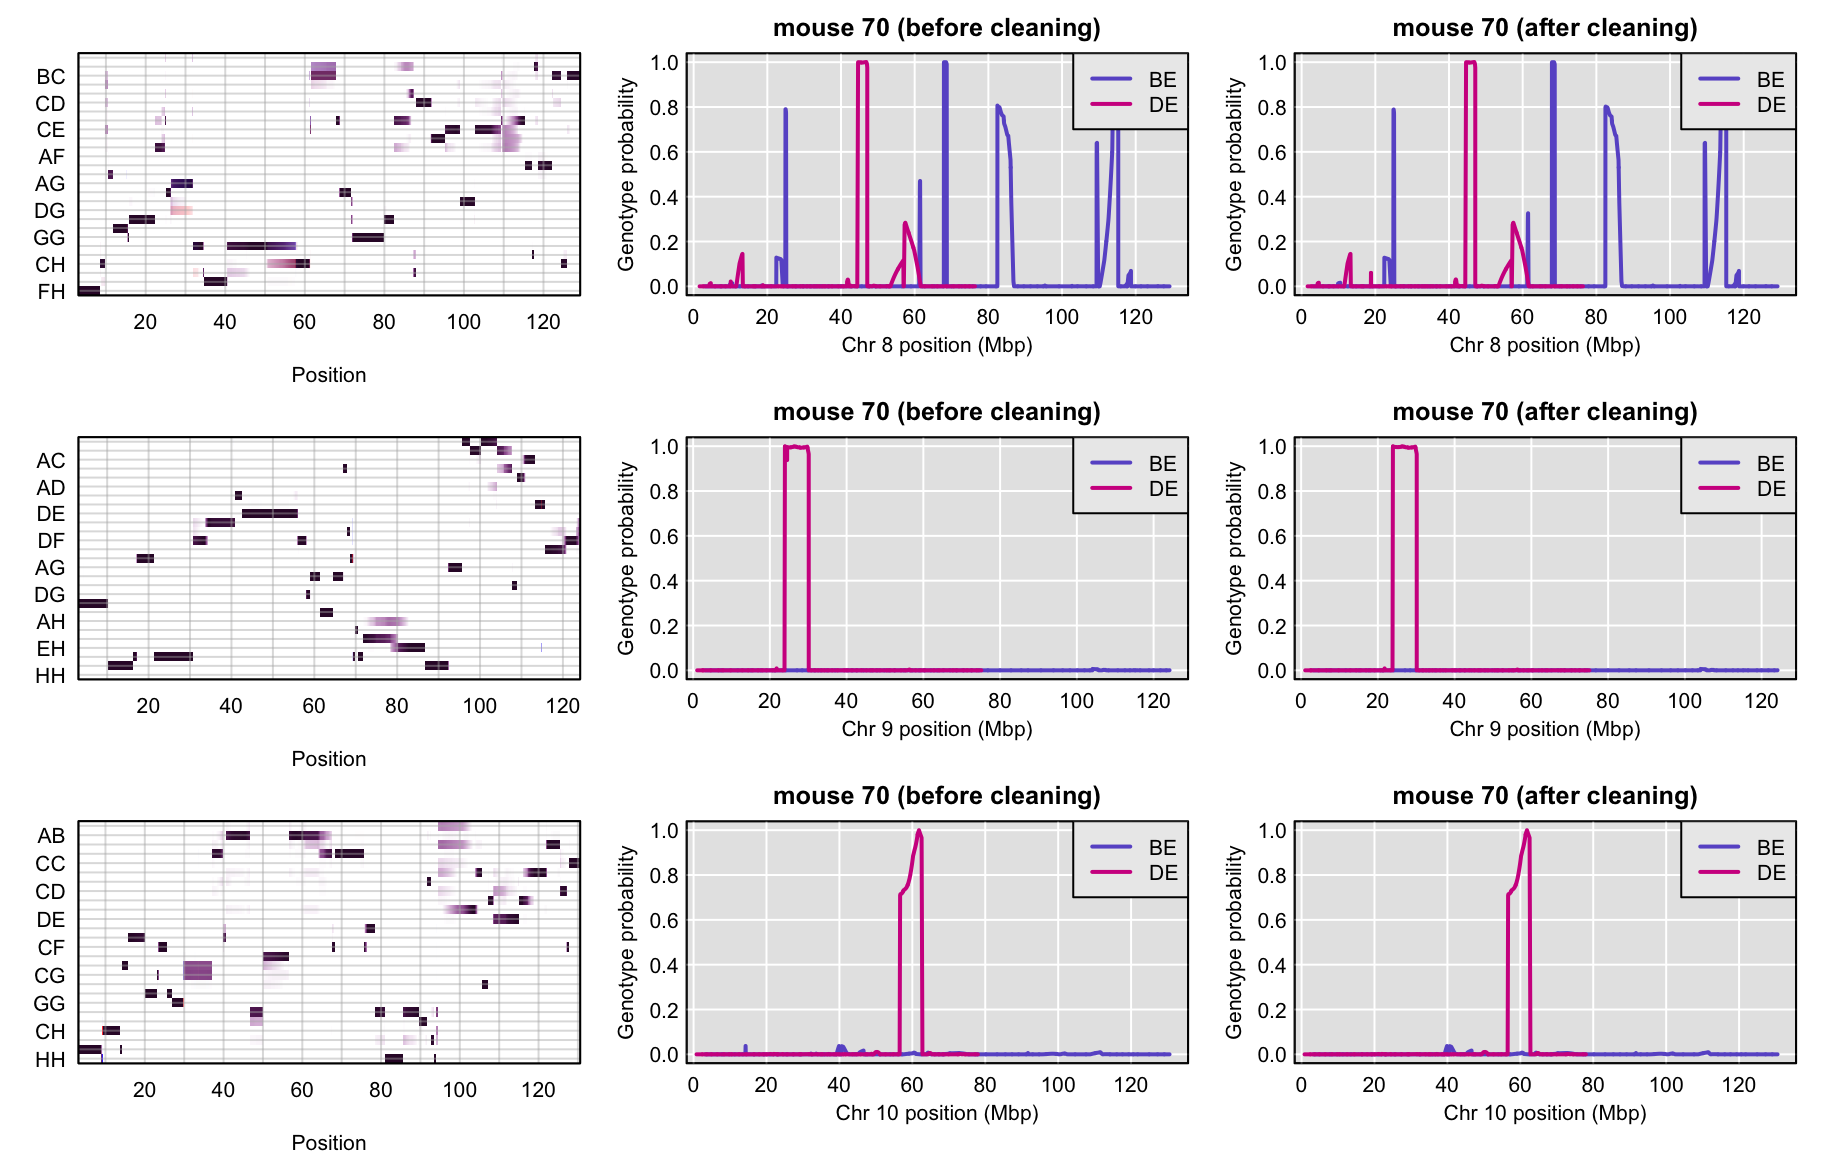 BC
CD
CE
AF
AG
DG
GG
CH
FH
20 40 60 80 100 120
Position
mouse 70 (before cleaning)
Genotype probability
1.0
0.8
0.6
0.4
0.2
0.0
BE
DE
0 20 40 60 80 100 120
Chr 8 position (Mbp)
mouse 70 (after cleaning)
Genotype probability
1.0
0.8
0.6
0.4
0.2
0.0
BE
DE
0 20 40 60 80 100 120
Chr 8 position (Mbp)
AC
AD
DE
DF
AG
DG
AH
EH
HH
20 40 60 80 100 120
Position
mouse 70 (before cleaning)
Genotype probability
1.0
0.8
0.6
0.4
0.2
0.0
BE
DE
0 20 40 60 80 100 120
Chr 9 position (Mbp)
mouse 70 (after cleaning)
Genotype probability
1.0
0.8
0.6
0.4
0.2
0.0
BE
DE
0 20 40 60 80 100 120
Chr 9 position (Mbp)
AB
CC
CD
DE
CF
CG
GG
CH
HH
20 40 60 80 100 120
Position
mouse 70 (before cleaning)
Genotype probability
1.0
0.8
0.6
0.4
0.2
0.0
BE
DE
0 20 40 60 80 100 120
Chr 10 position (Mbp)
mouse 70 (after cleaning)
Genotype probability
1.0
0.8
0.6
0.4
0.2
0.0
BE
DE
0 20 40 60 80 100 120
Chr 10 position (Mbp)